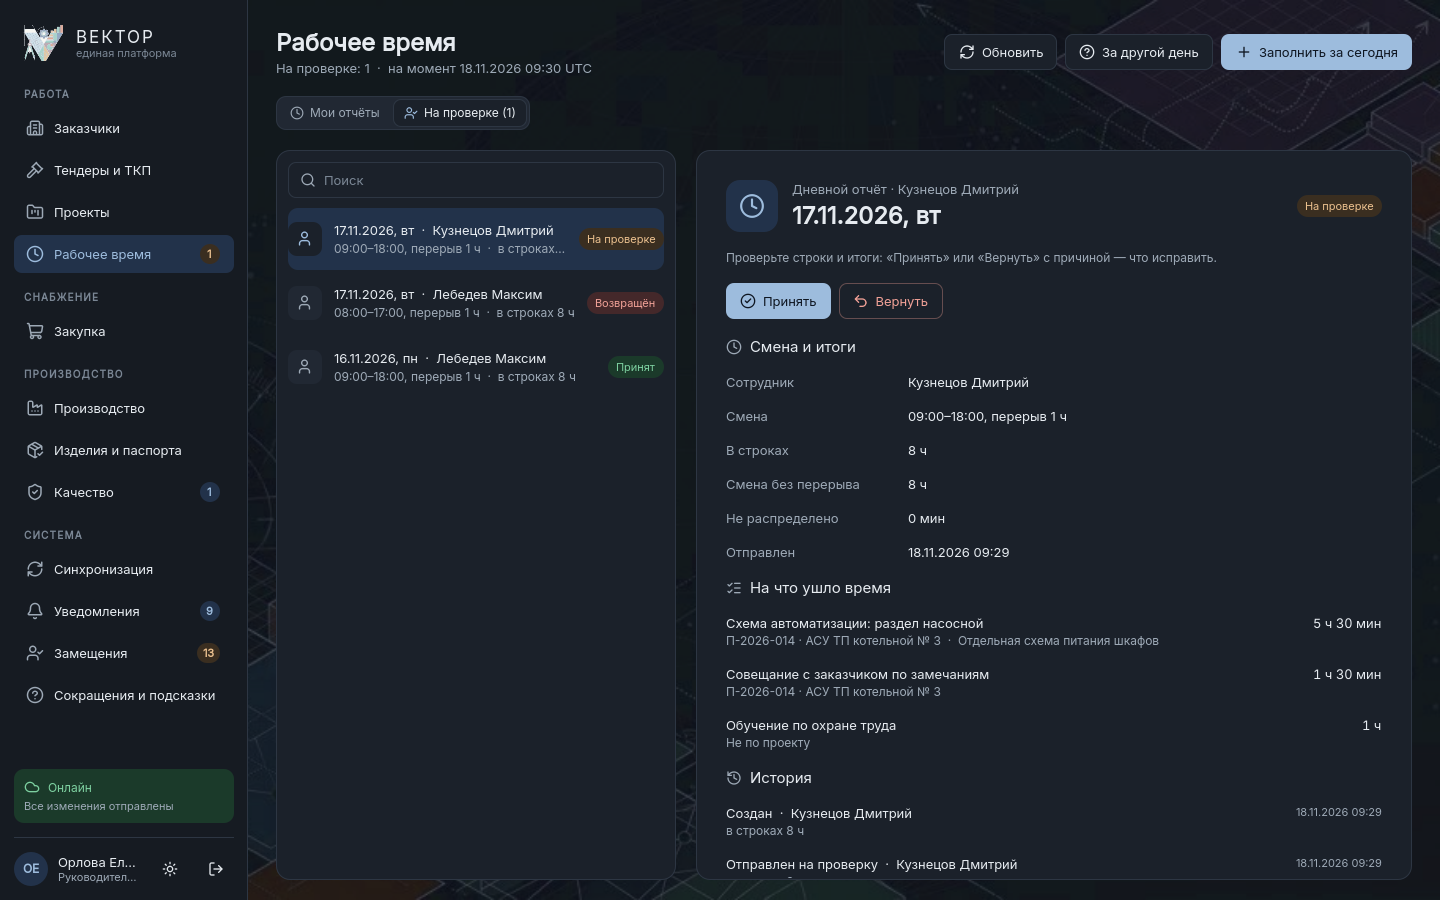 ВЕКТОР
единая платформа
РАБОТА
Заказчики
Тендеры и ТКП
Проекты
Рабочее время 1
СНАБЖЕНИЕ
Закупка
ПРОИЗВОДСТВО
Производство
Изделия и паспорта
Качество 1
СИСТЕМА
Синхронизация
Уведомления 9
Замещения 13
Сокращения и подсказки
Онлайн
Все изменения отправлены
ОЕ
Орлова Ел...
Руководител...
Рабочее время
На проверке: 1 · на момент 18.11.2026 09:30 UTC
Обновить
За другой день
Заполнить за сегодня
Мои отчёты
На проверке (1)
Поиск
17.11.2026, вт · Кузнецов Дмитрий
09:00–18:00, перерыв 1 ч · в строках...
На проверке
17.11.2026, вт · Лебедев Максим
08:00–17:00, перерыв 1 ч · в строках 8 ч
Возвращён
16.11.2026, пн · Лебедев Максим
09:00–18:00, перерыв 1 ч · в строках 8 ч
Принят
Дневной отчёт · Кузнецов Дмитрий
17.11.2026, вт
На проверке
Проверьте строки и итоги: «Принять» или «Вернуть» с причиной — что исправить.
Принять
Вернуть
Смена и итоги
Сотрудник Кузнецов Дмитрий
Смена 09:00–18:00, перерыв 1 ч
В строках 8 ч
Смена без перерыва 8 ч
Не распределено 0 мин
Отправлен 18.11.2026 09:29
На что ушло время
Схема автоматизации: раздел насосной 5 ч 30 мин
П-2026-014 · АСУ ТП котельной № 3 · Отдельная схема питания шкафов
Совещание с заказчиком по замечаниям 1 ч 30 мин
П-2026-014 · АСУ ТП котельной № 3
Обучение по охране труда 1 ч
Не по проекту
История
Создан · Кузнецов Дмитрий 18.11.2026 09:29
в строках 8 ч
Отправлен на проверку · Кузнецов Дмитрий 18.11.2026 09:29